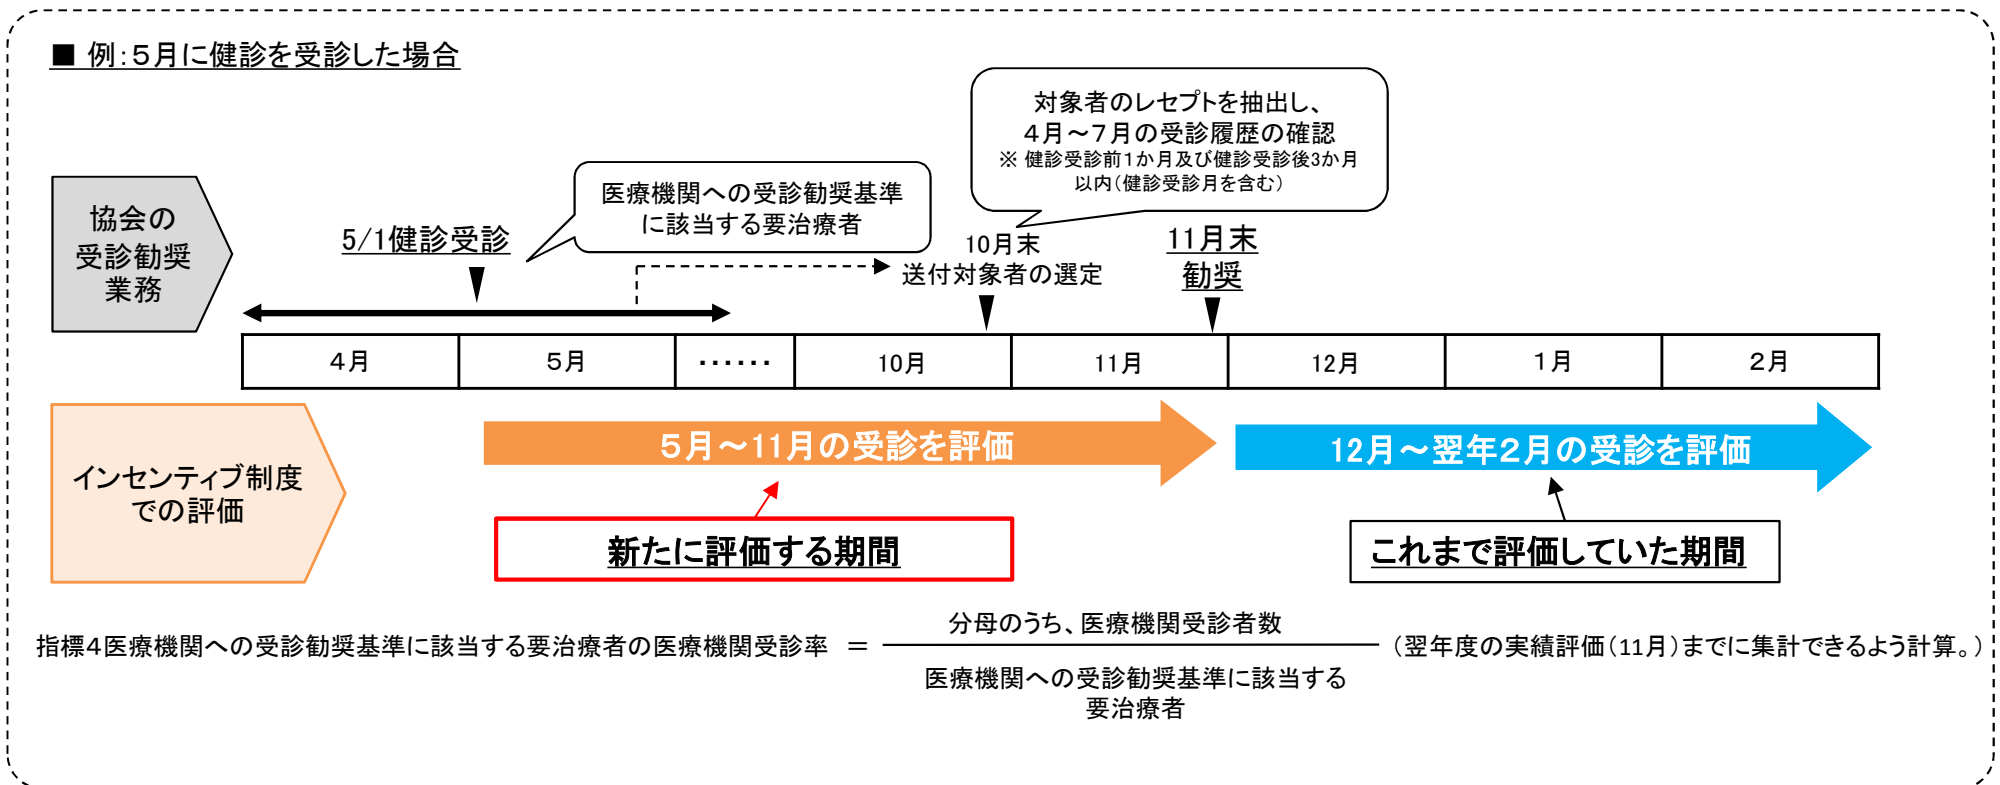 ■ 例：５月に健診を受診した場合
対象者のレセプトを抽出し、
４月～７月の受診履歴の確認
※ 健診受診前1か月及び健診受診後3か月
以内（健診受診月を含む）
協会の
受診勧奨
業務
医療機関への受診勧奨基準
に該当する要治療者
5/1健診受診
10月末
送付対象者の選定
11月末
勧奨
４月
５月
‥‥‥
10月
11月
12月
１月
２月
インセンティブ制度
での評価
５月～11月の受診を評価
12月～翌年２月の受診を評価
新たに評価する期間
これまで評価していた期間
指標４医療機関への受診勧奨基準に該当する要治療者の医療機関受診率 ＝
分母のうち、医療機関受診者数
医療機関への受診勧奨基準に該当する
要治療者
（翌年度の実績評価（11月）までに集計できるよう計算。）